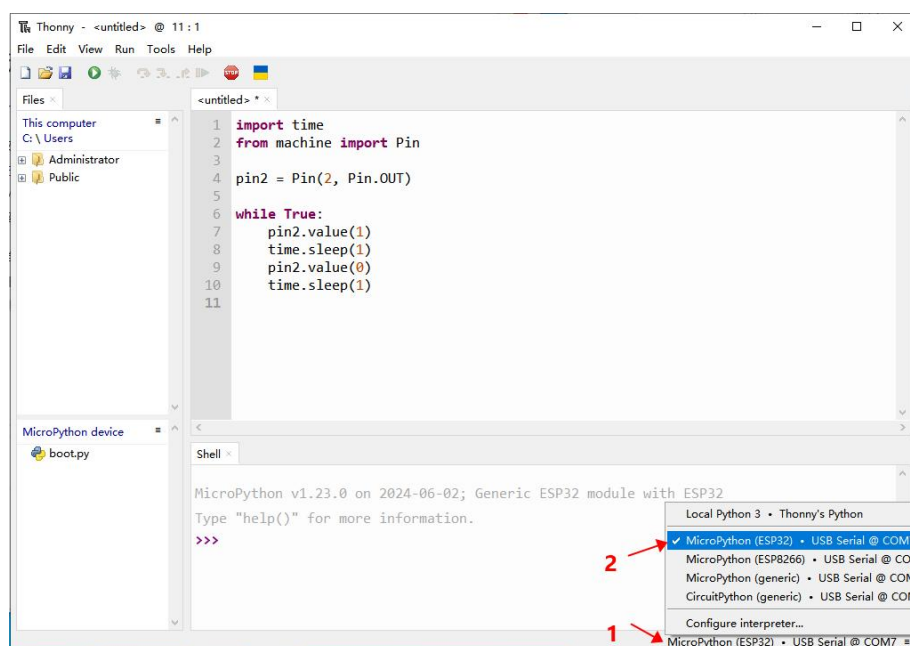 Thonny - <untitled> @ 11 : 1
File Edit View Run Tools Help
STOP
Files ×
This computer
C: \ Users
Administrator
Public
<untitled> * ×
1 import time
2 from machine import Pin
3
4 pin2 = Pin(2, Pin.OUT)
5
6 while True:
7     pin2.value(1)
8     time.sleep(1)
9     pin2.value(0)
10     time.sleep(1)
11
MicroPython device
boot.py
Shell ×
MicroPython v1.23.0 on 2024-06-02; Generic ESP32 module with ESP32
Type "help()" for more information.
>>>
Local Python 3 • Thonny's Python
✓ MicroPython (ESP32) • USB Serial @ COM
MicroPython (ESP8266) • USB Serial @ CO
MicroPython (generic) • USB Serial @ COM
CircuitPython (generic) • USB Serial @ COM
Configure interpreter...
2
1
MicroPython (ESP32) • USB Serial @ COM7 ≡